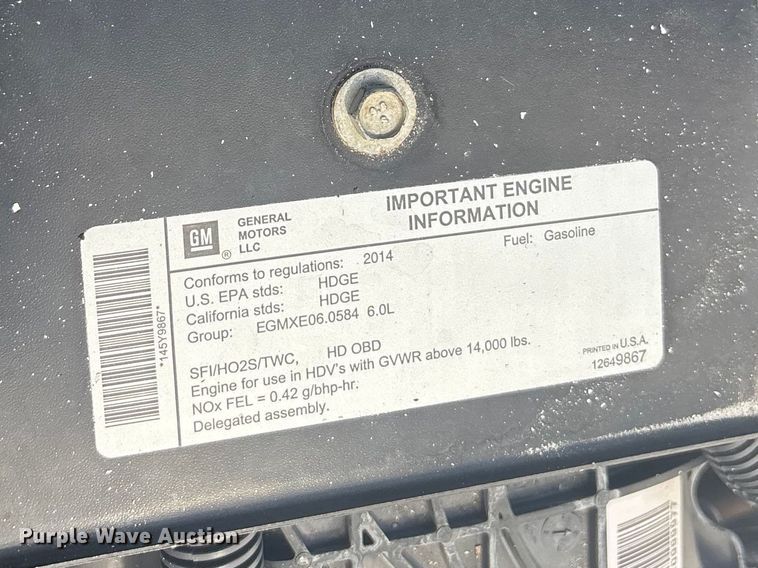 IMPORTANT ENGINE
INFORMATION
GM ®
GENERAL
MOTORS
LLC
Fuel: Gasoline
Conforms to regulations: 2014
U.S. EPA stds: HDGE
California stds: HDGE
Group: EGMXE06.0584 6.0L
SFI/HO2S/TWC, HD OBD
Engine for use in HDV's with GVWR above 14,000 lbs.
NOx FEL = 0.42 g/bhp-hr.
Delegated assembly.
PRINTED IN U.S.A.
12649867
*145Y9867*
Purple Wave Auction